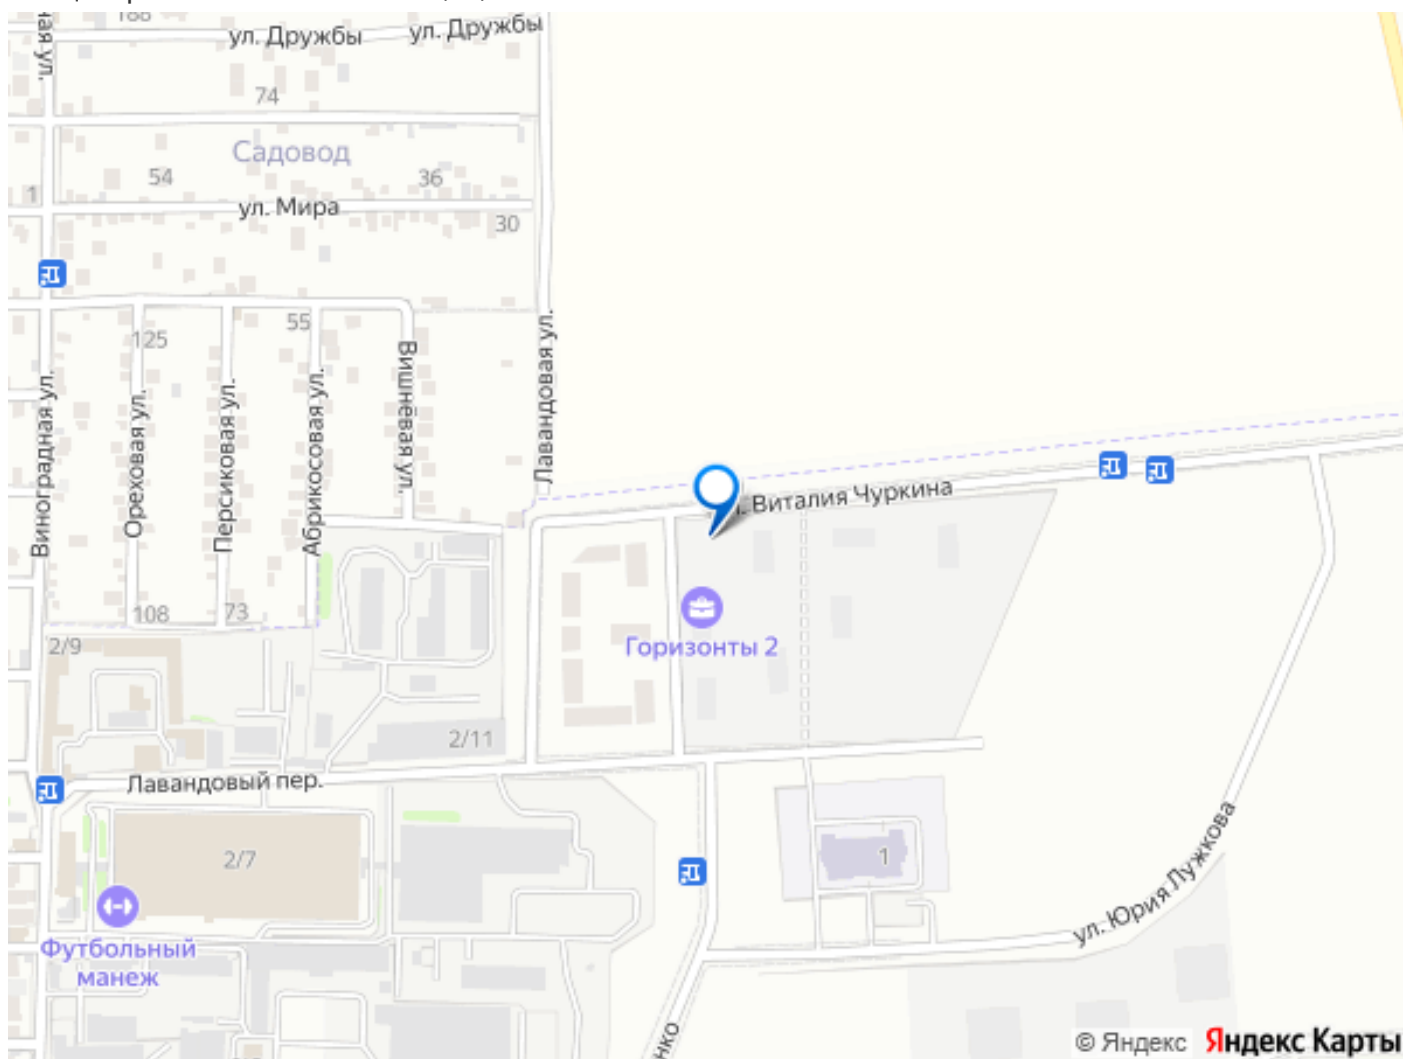 ул. Дружбы
ул. Дружбы
74
Садовод
54
36
1
ул. Мира
30
55
125
Виноградная ул.
Ореховая ул.
Персиковая ул.
Абрикосовая ул.
Вишнёвая ул.
Лавандовая ул.
Виталия Чуркина
108
73
2/9
Горизонты 2
2/11
Лавандовый пер.
2/7
1
ул. Юрия Лужкова
Футбольный
манеж
© Яндекс Яндекс Карты